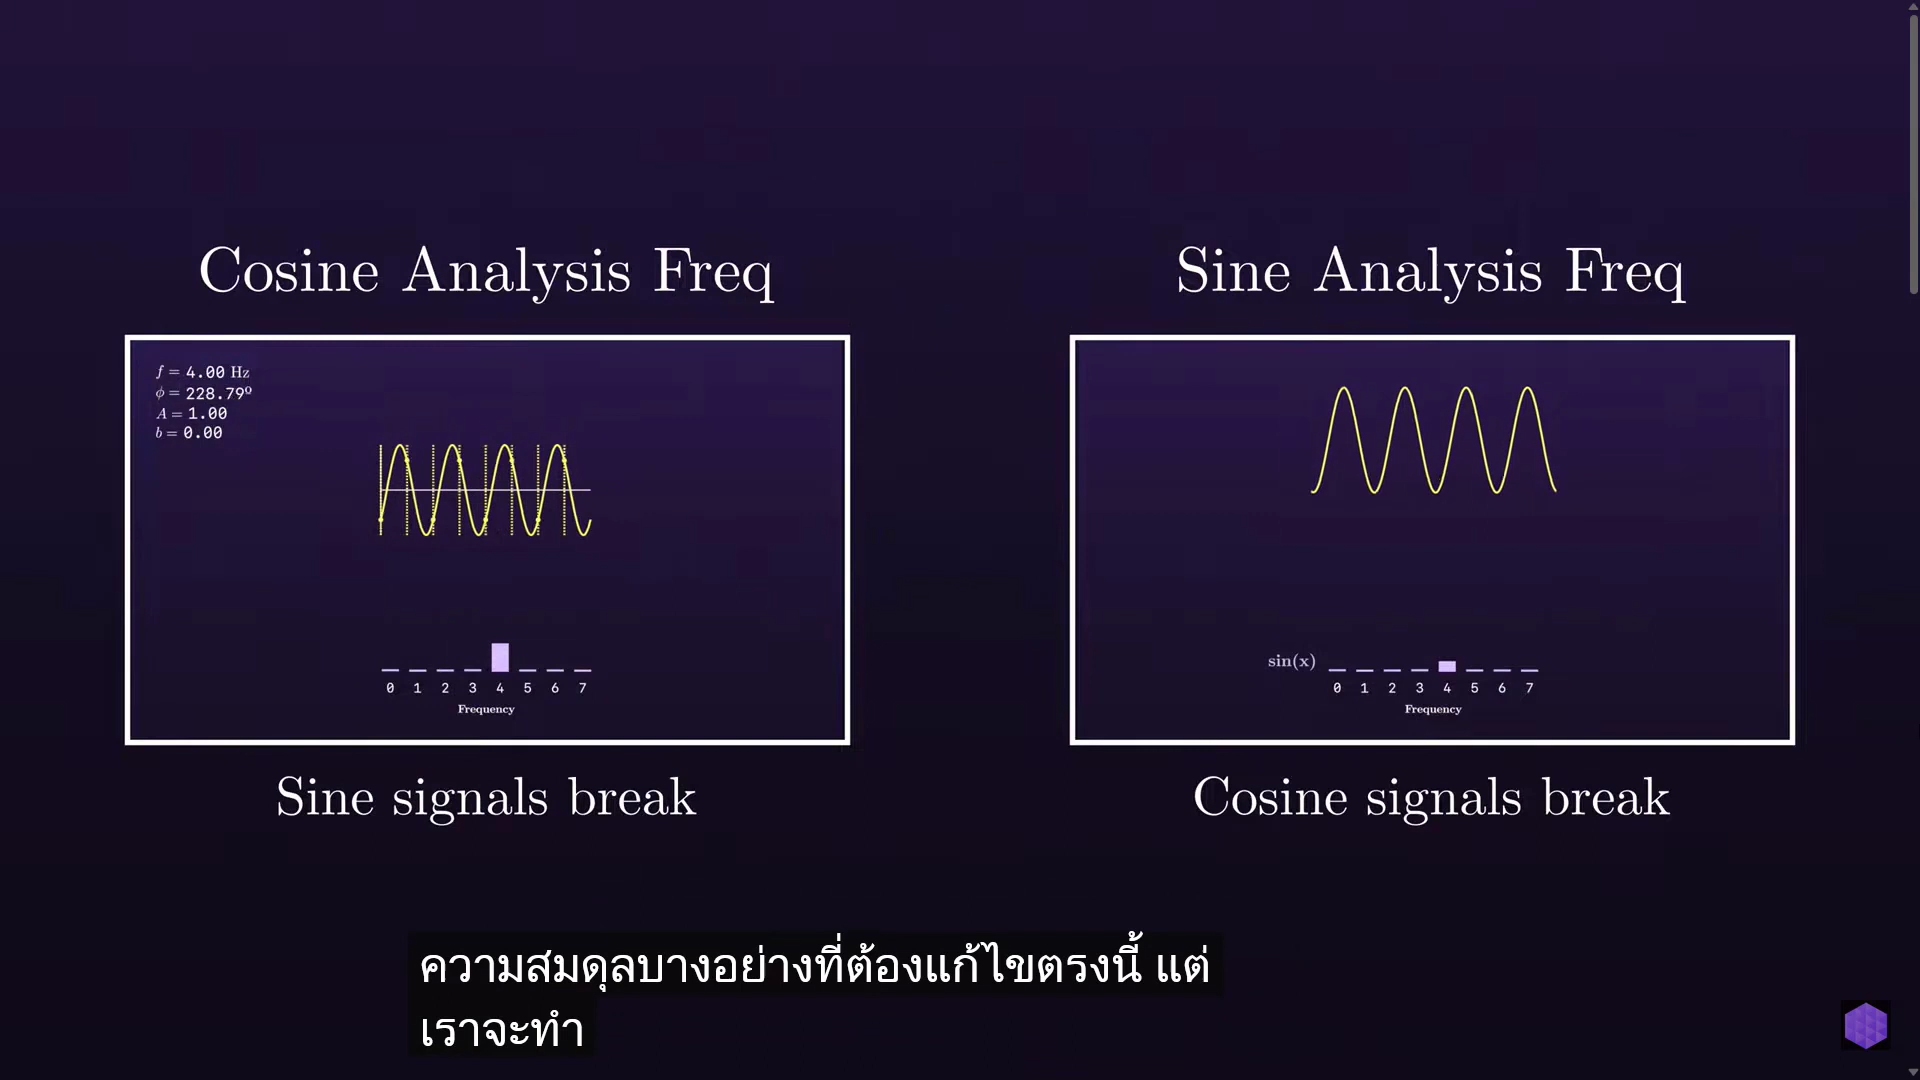 Cosine Analysis Freq
Sine Analysis Freq
f = 4.00 Hz
ϕ = 228.79º
A = 1.00
b = 0.00
0 1 2 3 4 5 6 7
Frequency
sin(x)
0 1 2 3 4 5 6 7
Frequency
Sine signals break
Cosine signals break
ความสมดุลบางอย่างที่ต้องแก้ไขตรงนี้ แต่
เราจะทำ